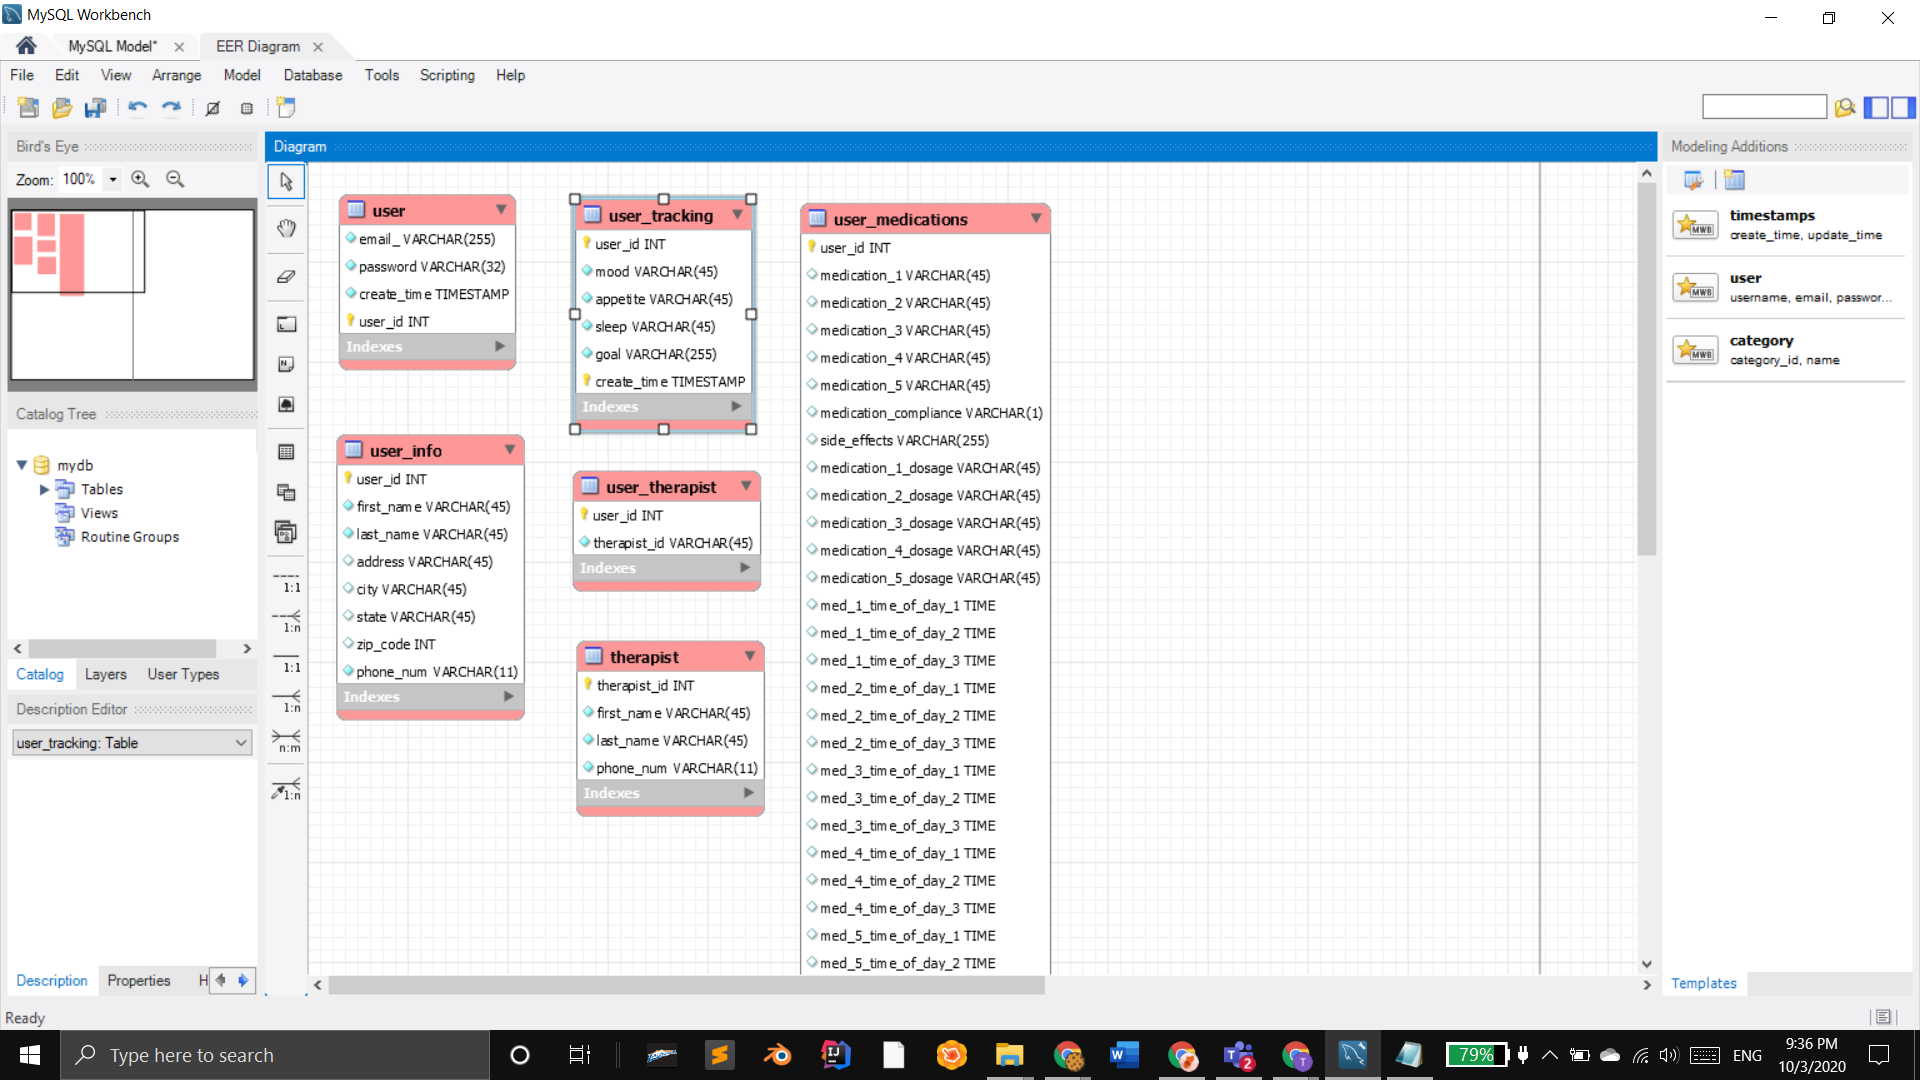 MySQL Workbench
MySQL Model*
EER Diagram
File Edit View Arrange Model Database Tools Scripting Help
Bird's Eye
Zoom: 100%
Catalog Tree
mydb
Tables
Views
Routine Groups
Catalog Layers User Types
Description Editor
user_tracking: Table
Description Properties H
Ready
Diagram
1:1
1:n
1:1
1:n
n:m
1:n
user
email_ VARCHAR(255)
password VARCHAR(32)
create_time TIMESTAMP
user_id INT
Indexes
user_info
user_id INT
first_name VARCHAR(45)
last_name VARCHAR(45)
address VARCHAR(45)
city VARCHAR(45)
state VARCHAR(45)
zip_code INT
phone_num VARCHAR(11)
Indexes
user_tracking
user_id INT
mood VARCHAR(45)
appetite VARCHAR(45)
sleep VARCHAR(45)
goal VARCHAR(255)
create_time TIMESTAMP
Indexes
user_therapist
user_id INT
therapist_id VARCHAR(45)
Indexes
therapist
therapist_id INT
first_name VARCHAR(45)
last_name VARCHAR(45)
phone_num VARCHAR(11)
Indexes
user_medications
user_id INT
medication_1 VARCHAR(45)
medication_2 VARCHAR(45)
medication_3 VARCHAR(45)
medication_4 VARCHAR(45)
medication_5 VARCHAR(45)
medication_compliance VARCHAR(1)
side_effects VARCHAR(255)
medication_1_dosage VARCHAR(45)
medication_2_dosage VARCHAR(45)
medication_3_dosage VARCHAR(45)
medication_4_dosage VARCHAR(45)
medication_5_dosage VARCHAR(45)
med_1_time_of_day_1 TIME
med_1_time_of_day_2 TIME
med_1_time_of_day_3 TIME
med_2_time_of_day_1 TIME
med_2_time_of_day_2 TIME
med_2_time_of_day_3 TIME
med_3_time_of_day_1 TIME
med_3_time_of_day_2 TIME
med_3_time_of_day_3 TIME
med_4_time_of_day_1 TIME
med_4_time_of_day_2 TIME
med_4_time_of_day_3 TIME
med_5_time_of_day_1 TIME
med_5_time_of_day_2 TIME
Modeling Additions
MWB
timestamps
create_time, update_time
MWB
user
username, email, passwor...
MWB
category
category_id, name
Templates
Type here to search
79%
ENG
9:36 PM
10/3/2020